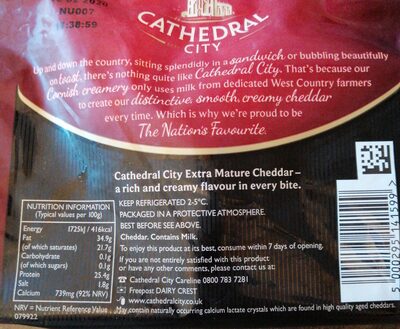 NU007
:38:59
CATHEDRAL
CITY
Up and down the country, sitting splendidly in a sandwich or bubbling beautifully
on toast, there's nothing quite like Cathedral City. That's because our
Cornish creamery only uses milk from dedicated West Country farmers
to create our distinctive, smooth, creamy cheddar
every time. Which is why we're proud to be
The Nation's Favourite.
Cathedral City Extra Mature Cheddar –
a rich and creamy flavour in every bite.
KEEP REFRIGERATED 2-5°C.
PACKAGED IN A PROTECTIVE ATMOSPHERE.
BEST BEFORE SEE ABOVE.
Cheddar. Contains Milk.
To enjoy this product at its best, consume within 7 days of opening.
If you are not entirely satisfied with this product
or have any other comments, please contact us at:
Cathedral City Careline 0800 783 7281
Freepost DAIRY CREST
www.cathedralcity.co.uk
May contain naturally occurring calcium lactate crystals which are found in high quality aged cheddars.
NUTRITION INFORMATION
(Typical values per 100g)
Energy 1725kJ / 416kcal
Fat 34.9g
(of which saturates) 21.7g
Carbohydrate 0.1g
(of which sugars) 0.1g
Protein 25.4g
Salt 1.8g
Calcium 739mg (92% NRV)
NRV = Nutrient Reference Value
079922
5 000295 141599